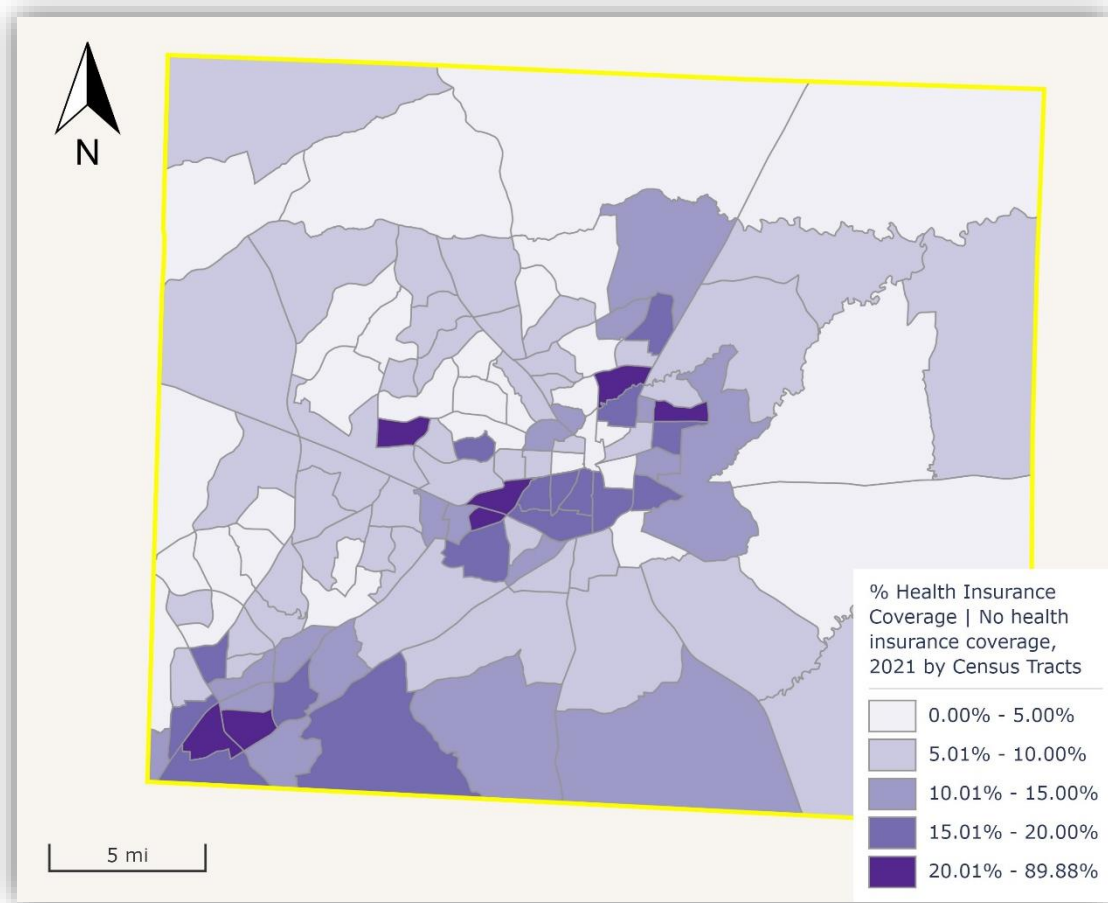 N
% Health Insurance
Coverage | No health
insurance coverage,
2021 by Census Tracts
0.00% - 5.00%
5.01% - 10.00%
10.01% - 15.00%
15.01% - 20.00%
20.01% - 89.88%
5 mi